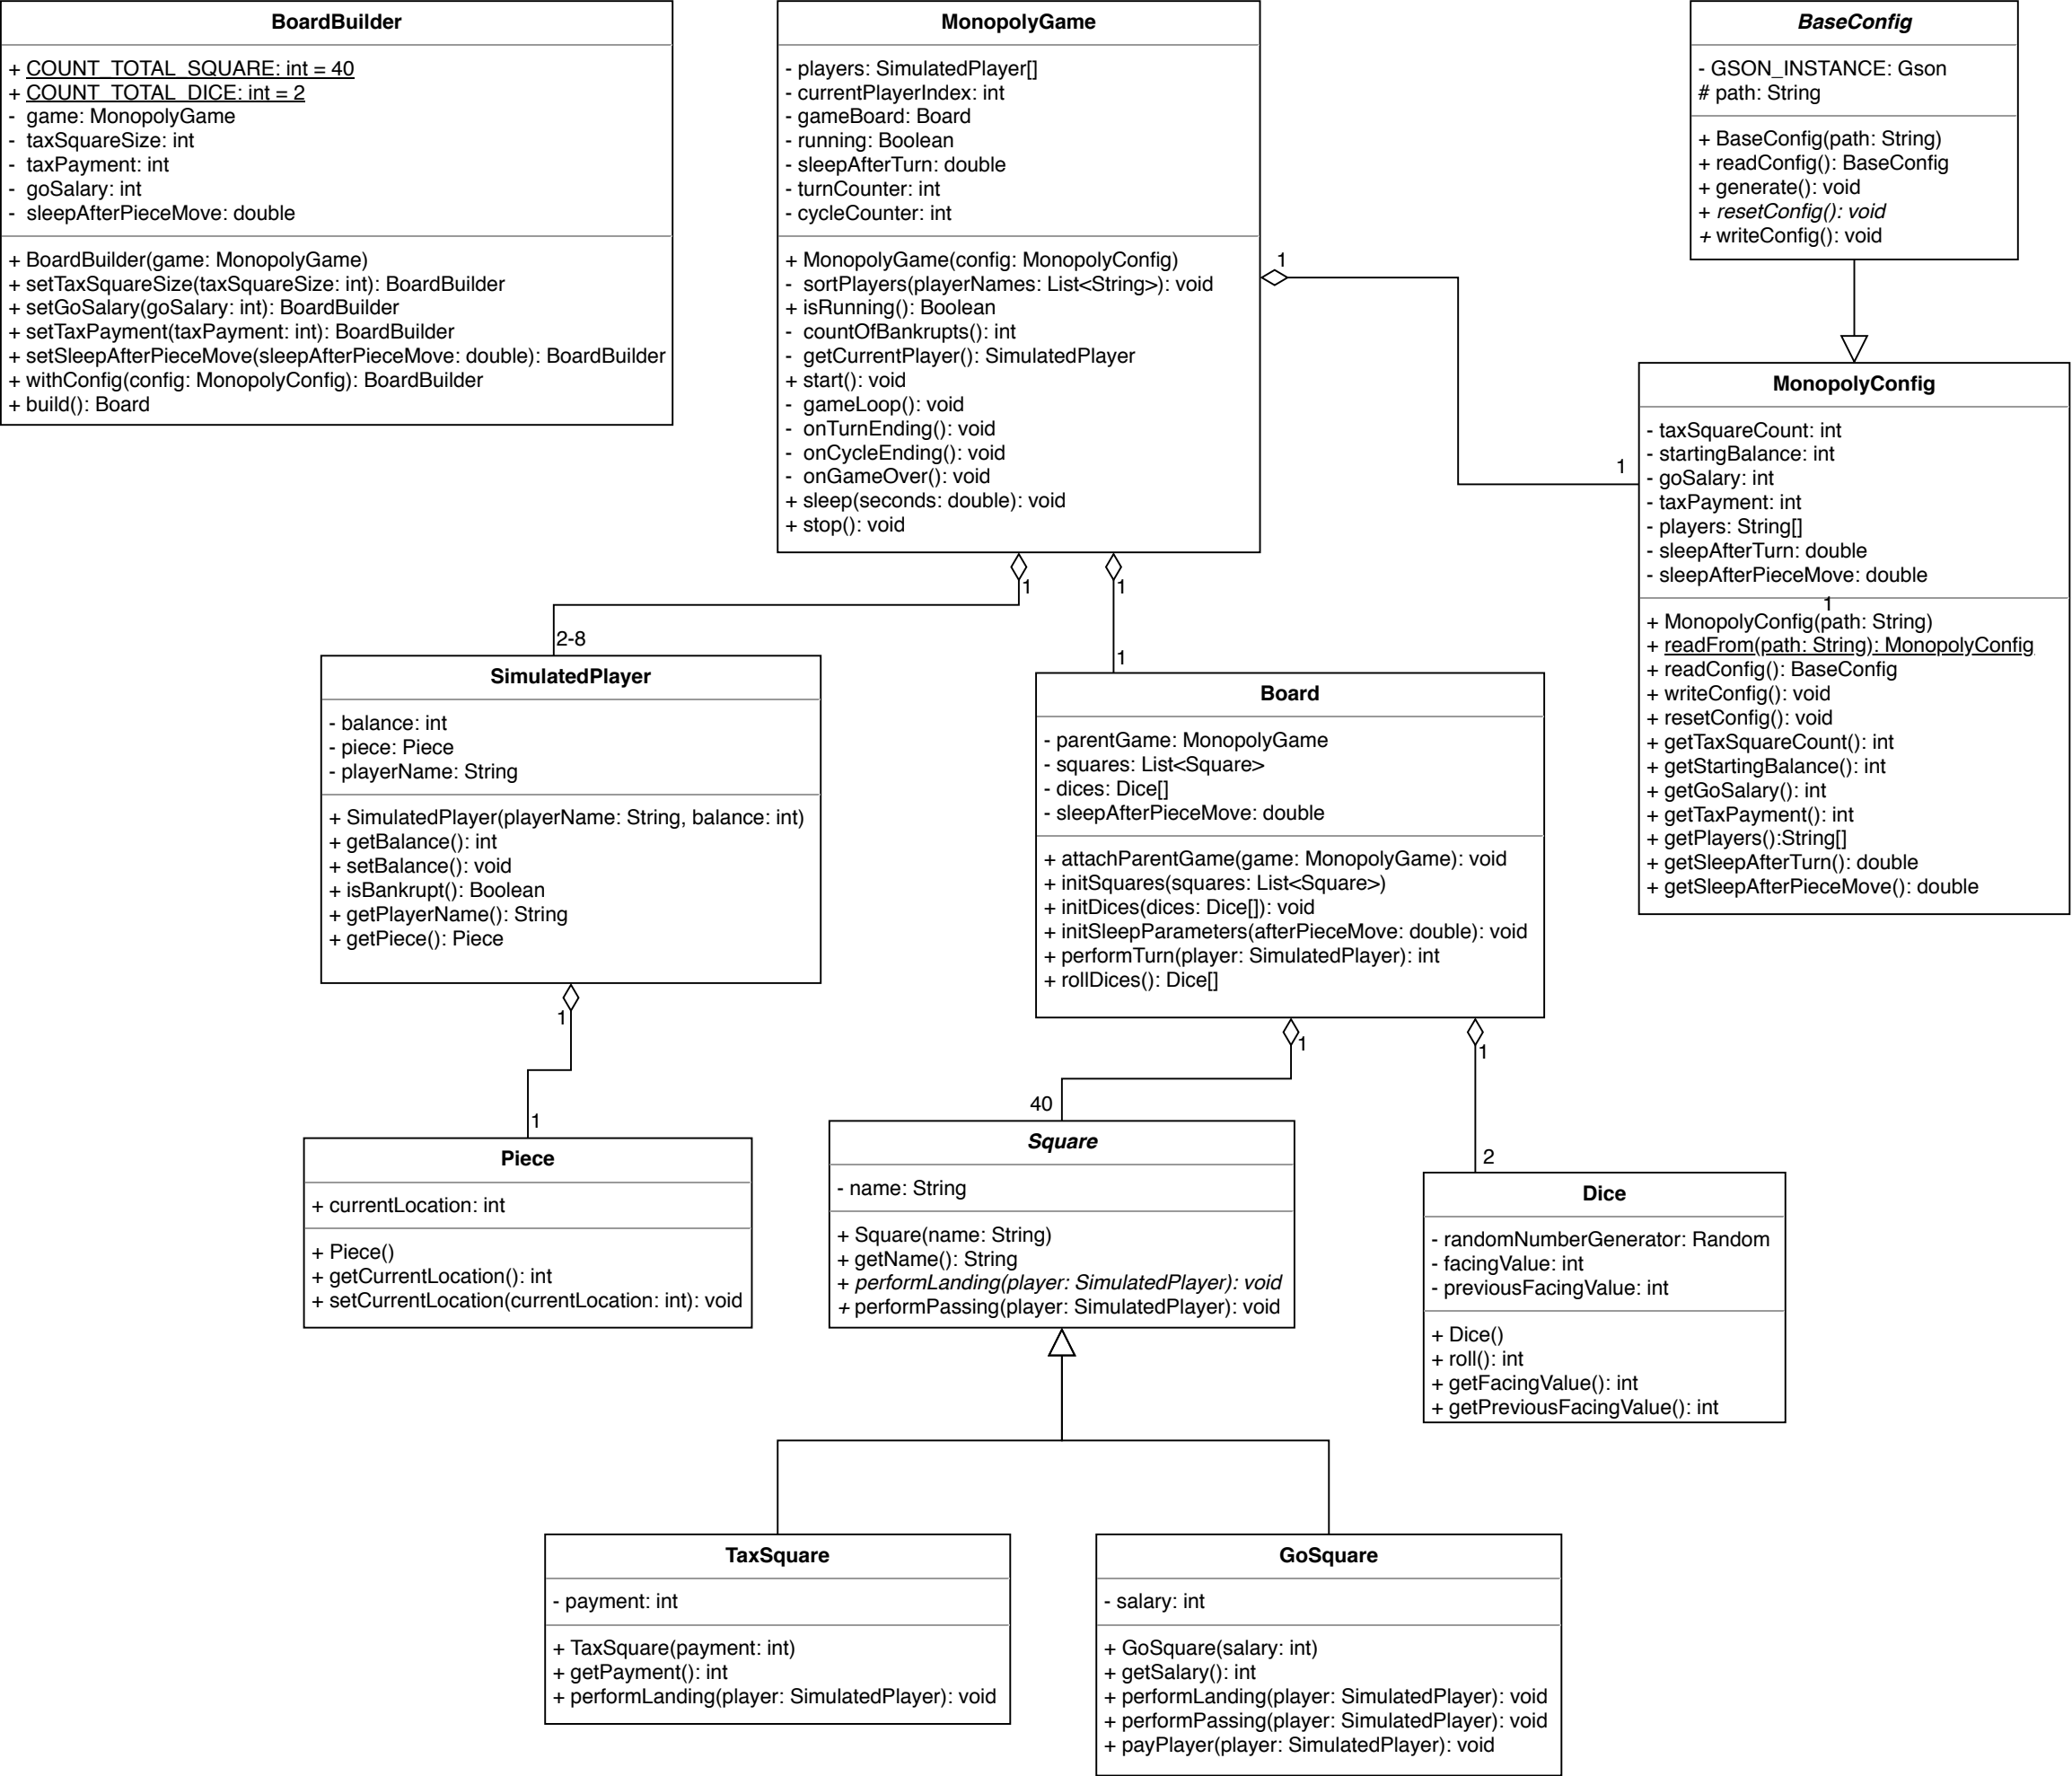 BoardBuilder
+ COUNT_TOTAL_SQUARE: int = 40
+ COUNT_TOTAL_DICE: int = 2
- game: MonopolyGame
- taxSquareSize: int
- taxPayment: int
- goSalary: int
- sleepAfterPieceMove: double
+ BoardBuilder(game: MonopolyGame)
+ setTaxSquareSize(taxSquareSize: int): BoardBuilder
+ setGoSalary(goSalary: int): BoardBuilder
+ setTaxPayment(taxPayment: int): BoardBuilder
+ setSleepAfterPieceMove(sleepAfterPieceMove: double): BoardBuilder
+ withConfig(config: MonopolyConfig): BoardBuilder
+ build(): Board
MonopolyGame
- players: SimulatedPlayer[]
- currentPlayerIndex: int
- gameBoard: Board
- running: Boolean
- sleepAfterTurn: double
- turnCounter: int
- cycleCounter: int
+ MonopolyGame(config: MonopolyConfig)
- sortPlayers(playerNames: List<String>): void
+ isRunning(): Boolean
- countOfBankrupts(): int
- getCurrentPlayer(): SimulatedPlayer
+ start(): void
- gameLoop(): void
- onTurnEnding(): void
- onCycleEnding(): void
- onGameOver(): void
+ sleep(seconds: double): void
+ stop(): void
BaseConfig
- GSON_INSTANCE: Gson
# path: String
+ BaseConfig(path: String)
+ readConfig(): BaseConfig
+ generate(): void
+ resetConfig(): void
+ writeConfig(): void
1
1
MonopolyConfig
- taxSquareCount: int
- startingBalance: int
- goSalary: int
- taxPayment: int
- players: String[]
- sleepAfterTurn: double
- sleepAfterPieceMove: double
1
+ MonopolyConfig(path: String)
+ readFrom(path: String): MonopolyConfig
+ readConfig(): BaseConfig
+ writeConfig(): void
+ resetConfig(): void
+ getTaxSquareCount(): int
+ getStartingBalance(): int
+ getGoSalary(): int
+ getTaxPayment(): int
+ getPlayers():String[]
+ getSleepAfterTurn(): double
+ getSleepAfterPieceMove(): double
1
1
2-8
1
SimulatedPlayer
- balance: int
- piece: Piece
- playerName: String
+ SimulatedPlayer(playerName: String, balance: int)
+ getBalance(): int
+ setBalance(): void
+ isBankrupt(): Boolean
+ getPlayerName(): String
+ getPiece(): Piece
Board
- parentGame: MonopolyGame
- squares: List<Square>
- dices: Dice[]
- sleepAfterPieceMove: double
+ attachParentGame(game: MonopolyGame): void
+ initSquares(squares: List<Square>)
+ initDices(dices: Dice[]): void
+ initSleepParameters(afterPieceMove: double): void
+ performTurn(player: SimulatedPlayer): int
+ rollDices(): Dice[]
1
1
1
1
40
2
Piece
+ currentLocation: int
+ Piece()
+ getCurrentLocation(): int
+ setCurrentLocation(currentLocation: int): void
Square
- name: String
+ Square(name: String)
+ getName(): String
+ performLanding(player: SimulatedPlayer): void
+ performPassing(player: SimulatedPlayer): void
Dice
- randomNumberGenerator: Random
- facingValue: int
- previousFacingValue: int
+ Dice()
+ roll(): int
+ getFacingValue(): int
+ getPreviousFacingValue(): int
TaxSquare
- payment: int
+ TaxSquare(payment: int)
+ getPayment(): int
+ performLanding(player: SimulatedPlayer): void
GoSquare
- salary: int
+ GoSquare(salary: int)
+ getSalary(): int
+ performLanding(player: SimulatedPlayer): void
+ performPassing(player: SimulatedPlayer): void
+ payPlayer(player: SimulatedPlayer): void